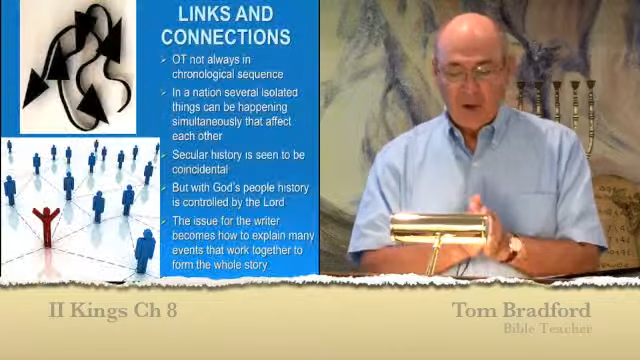 LINKS AND
CONNECTIONS
OT not always in
chronological sequence
In a nation several isolated
things can be happening
simultaneously that affect
each other
Secular history is seen to be
coincidental
But with God's people history
is controlled by the Lord
The issue for the writer
becomes how to explain many
events that work together to
form the whole story
II Kings Ch 8
Tom Bradford
Bible Teacher